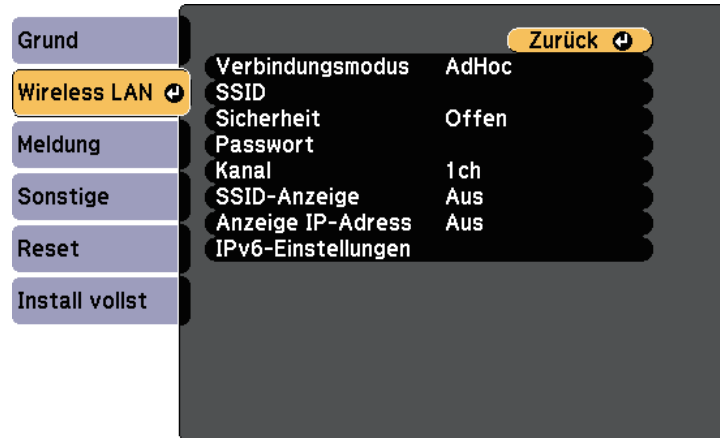 Grund
Wireless LAN
Meldung
Sonstige
Reset
Install vollst
Zurück
Verbindungsmodus AdHoc
SSID
Sicherheit Offen
Passwort
Kanal 1ch
SSID-Anzeige Aus
Anzeige IP-Adress Aus
IPv6-Einstellungen